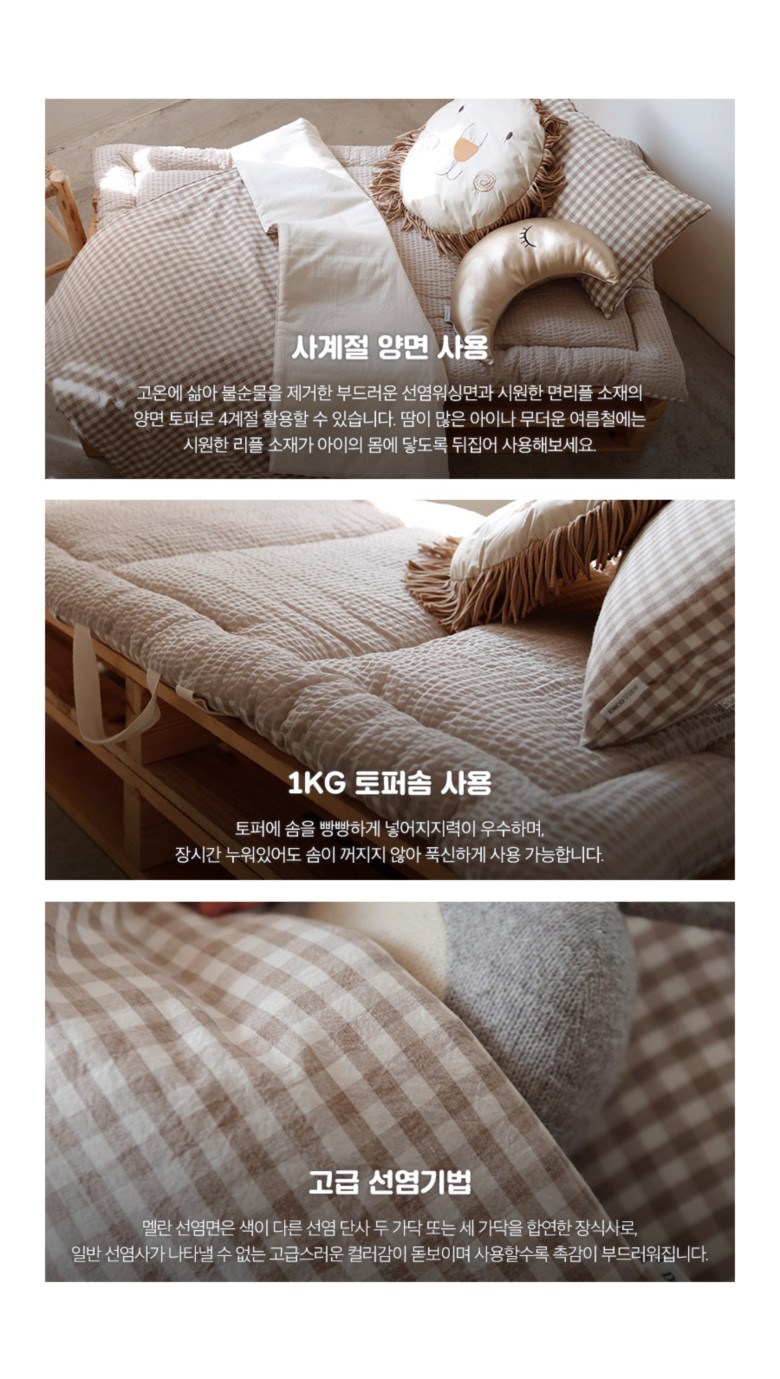 사계절 양면 사용
고온에 삶아 불순물을 제거한 부드러운 선염워싱면과 시원한 면리플 소재의
양면 토퍼로 4계절 활용할 수 있습니다. 땀이 많은 아이나 무더운 여름철에는
시원한 리플 소재가 아이의 몸에 닿도록 뒤집어 사용해보세요.
1KG 토퍼솜 사용
토퍼에 솜을 빵빵하게 넣어지지력이 우수하며,
장시간 누워있어도 솜이 꺼지지 않아 푹신하게 사용 가능합니다.
고급 선염기법
멜란 선염면은 색이 다른 선염 단사 두 가닥 또는 세 가닥을 합연한 장식사로,
일반 선염사가 나타낼 수 없는 고급스러운 컬러감이 돋보이며 사용할수록 촉감이 부드러워집니다.